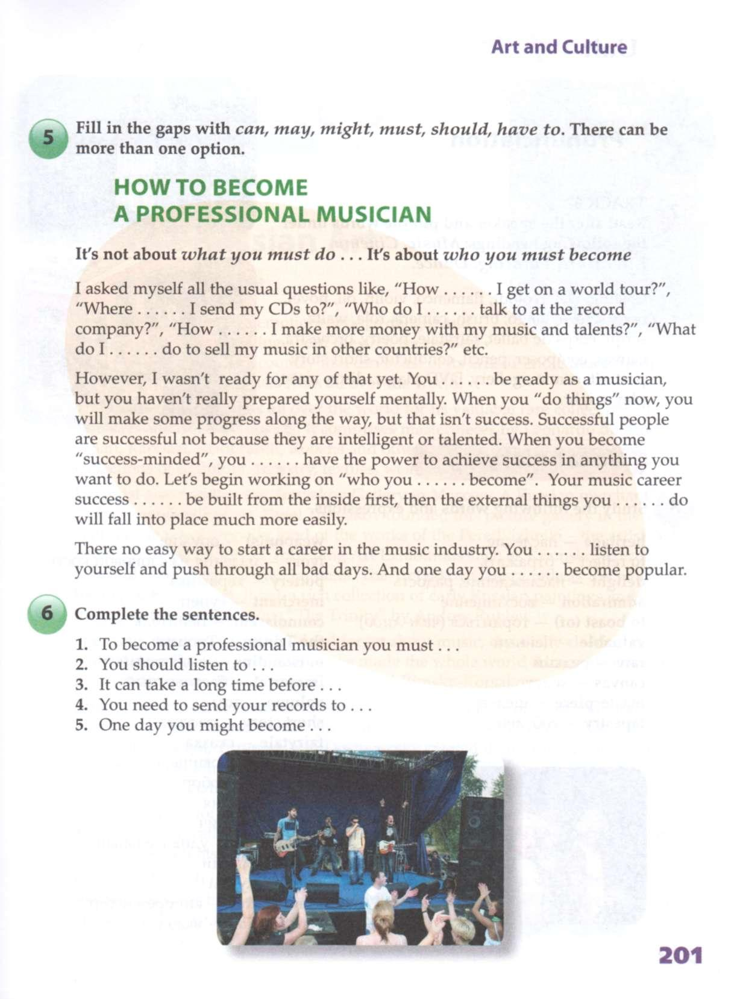 Art and Culture
5 Fill in the gaps with can, may, might, must, should, have to. There can be
more than one option.
HOW TO BECOME
A PROFESSIONAL MUSICIAN
It's not about what you must do . . . It's about who you must become
I asked myself all the usual questions like, “How . . . . . . I get on a world tour?”,
“Where . . . . . . I send my CDs to?”, “Who do I . . . . . . talk to at the record
company?”, “How . . . . . . I make more money with my music and talents?”, “What
do I . . . . . . do to sell my music in other countries?” etc.
However, I wasn't ready for any of that yet. You . . . . . . be ready as a musician,
but you haven't really prepared yourself mentally. When you “do things” now, you
will make some progress along the way, but that isn't success. Successful people
are successful not because they are intelligent or talented. When you become
“success-minded”, you . . . . . . have the power to achieve success in anything you
want to do. Let's begin working on “who you . . . . . . become”. Your music career
success . . . . . . be built from the inside first, then the external things you . . . . . . do
will fall into place much more easily.
There no easy way to start a career in the music industry. You . . . . . . listen to
yourself and push through all bad days. And one day you . . . . . . become popular.
6 Complete the sentences.
1. To become a professional musician you must . . .
2. You should listen to . . .
3. It can take a long time before . . .
4. You need to send your records to . . .
5. One day you might become . . .
201